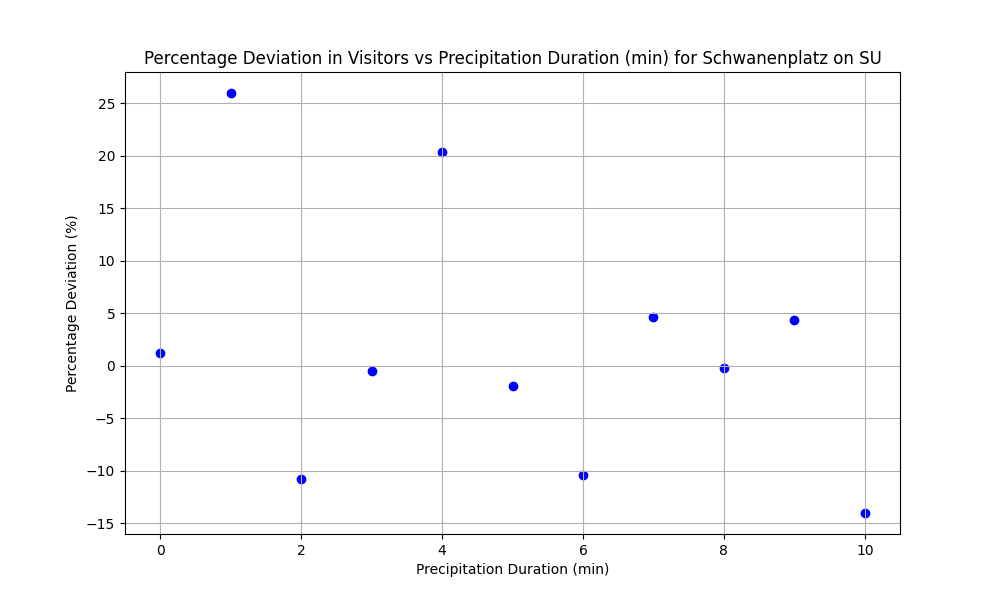 Percentage Deviation in Visitors vs Precipitation Duration (min) for Schwanenplatz on SU
Percentage Deviation (%)
25
20
15
10
5
0
−5
−10
−15
0 2 4 6 8 10
Precipitation Duration (min)